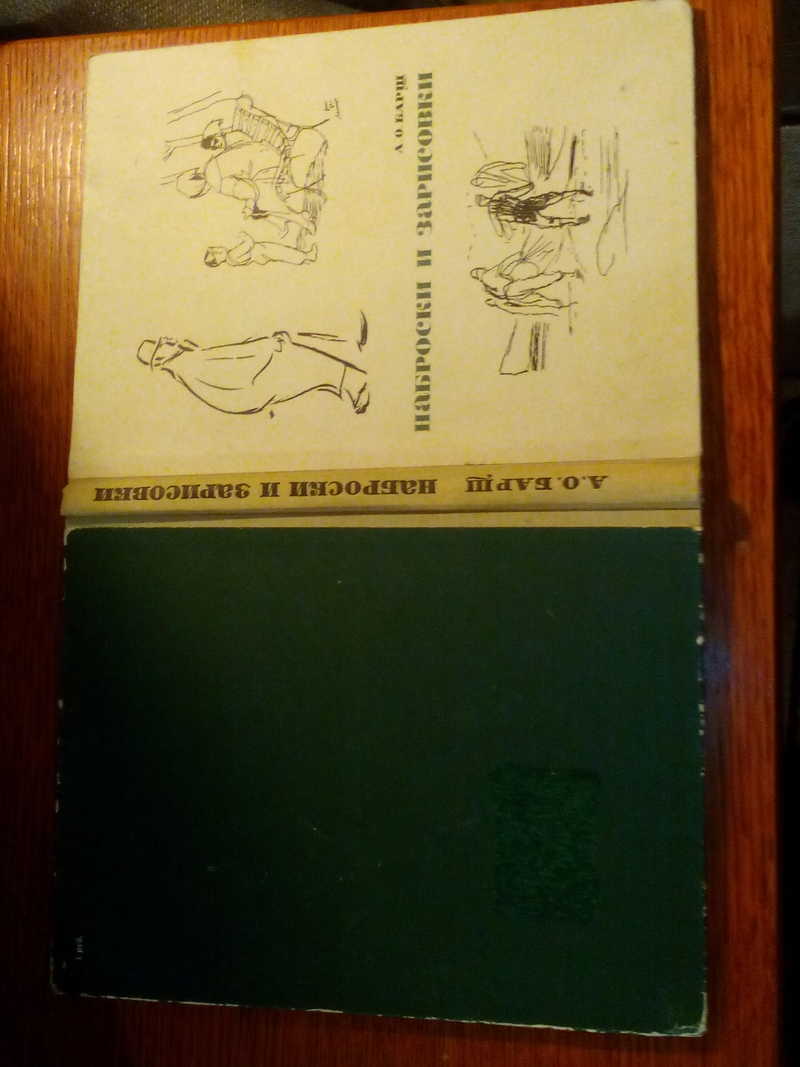 А О БАРЩ
НАБРОСКИ И ЗАРИСОВКИ
А. О. БАРЩ НАБРОСКИ И ЗАРИСОВКИ